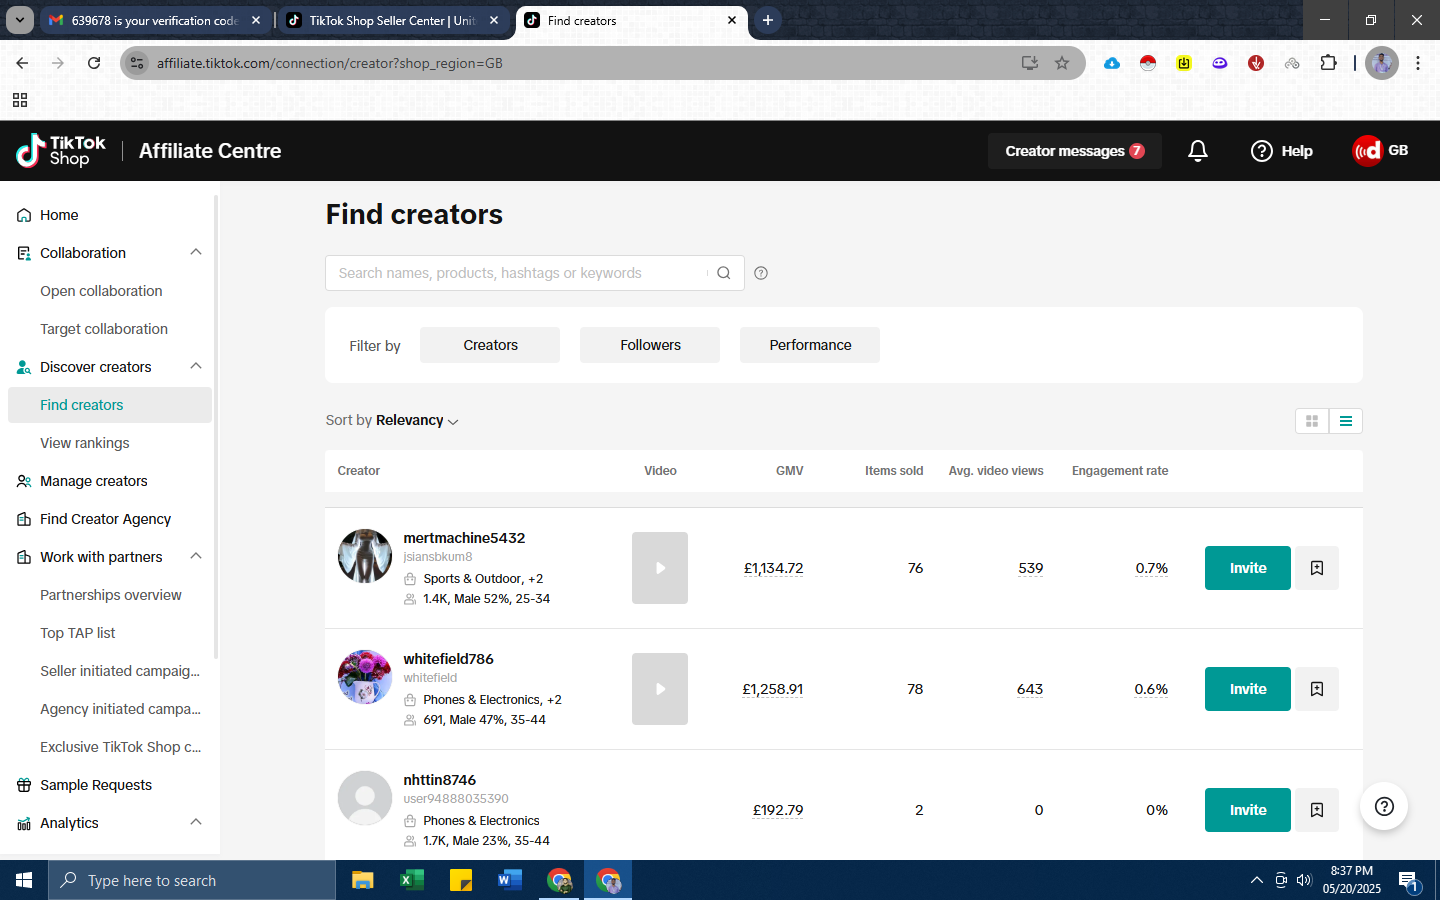 639678 is your verification code
TikTok Shop Seller Center | Unit
Find creators
affiliate.tiktok.com/connection/creator?shop_region=GB
TikTok
Shop
Affiliate Centre
Creator messages 7
Help
GB
Home
Collaboration
Open collaboration
Target collaboration
Discover creators
Find creators
View rankings
Manage creators
Find Creator Agency
Work with partners
Partnerships overview
Top TAP list
Seller initiated campaig...
Agency initiated campa...
Exclusive TikTok Shop c...
Sample Requests
Analytics
Find creators
Search names, products, hashtags or keywords
Filter by Creators Followers Performance
Sort by Relevancy
Creator Video GMV Items sold Avg. video views Engagement rate
mertmachine5432
jsiansbkum8
Sports & Outdoor, +2
1.4K, Male 52%, 25-34
£1,134.72 76 539 0.7% Invite
whitefield786
whitefield
Phones & Electronics, +2
691, Male 47%, 35-44
£1,258.91 78 643 0.6% Invite
nhttin8746
user94888035390
Phones & Electronics
1.7K, Male 23%, 35-44
£192.79 2 0 0% Invite
Type here to search
8:37 PM
05/20/2025
1